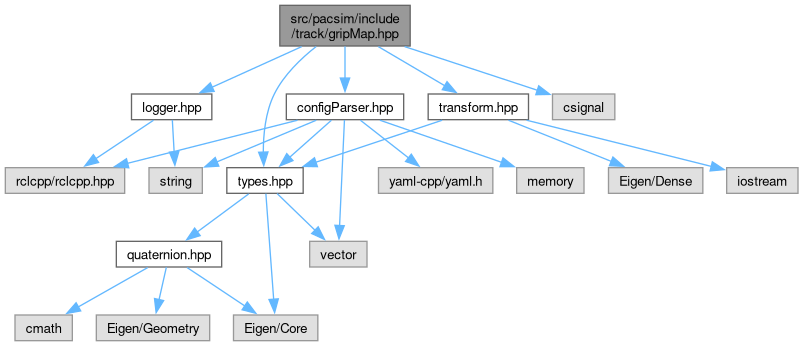 src/pacsim/include
/track/gripMap.hpp
logger.hpp
configParser.hpp
transform.hpp
csignal
rclcpp/rclcpp.hpp
string
types.hpp
yaml-cpp/yaml.h
memory
Eigen/Dense
iostream
quaternion.hpp
vector
cmath
Eigen/Geometry
Eigen/Core